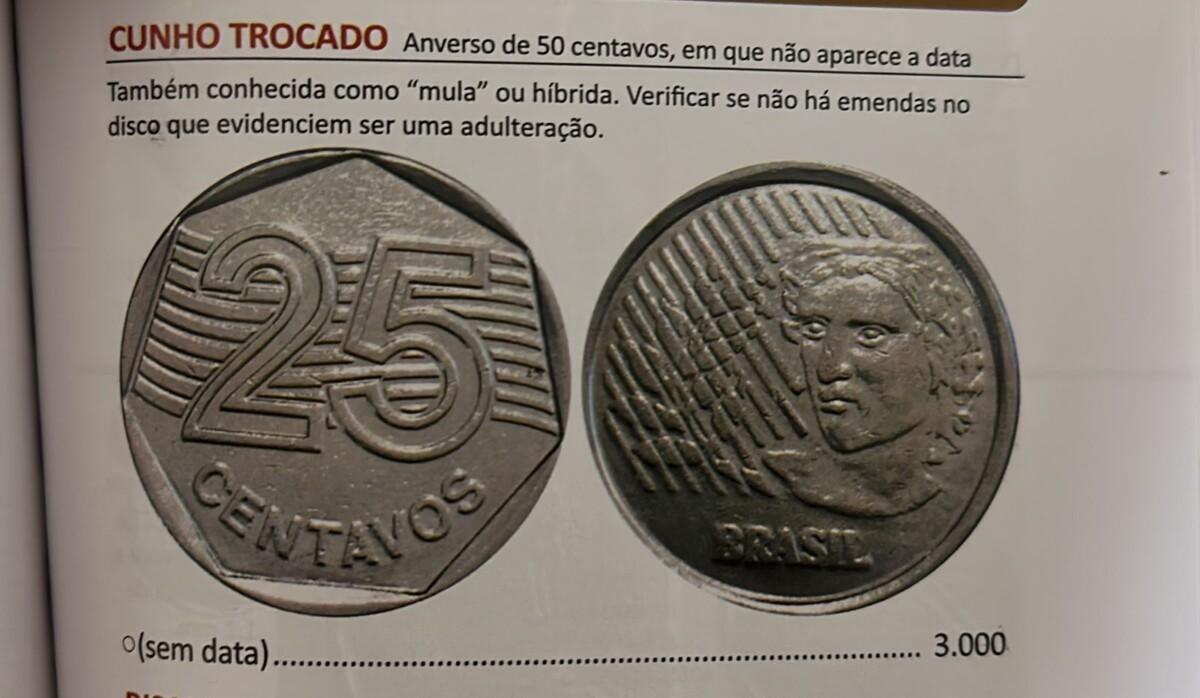 CUNHO TROCADO Anverso de 50 centavos, em que não aparece a data
Também conhecida como “mula” ou híbrida. Verificar se não há emendas no
disco que evidenciem ser uma adulteração.
25
CENTAVOS
BRASIL
○(sem data)........................................................................ 3.000